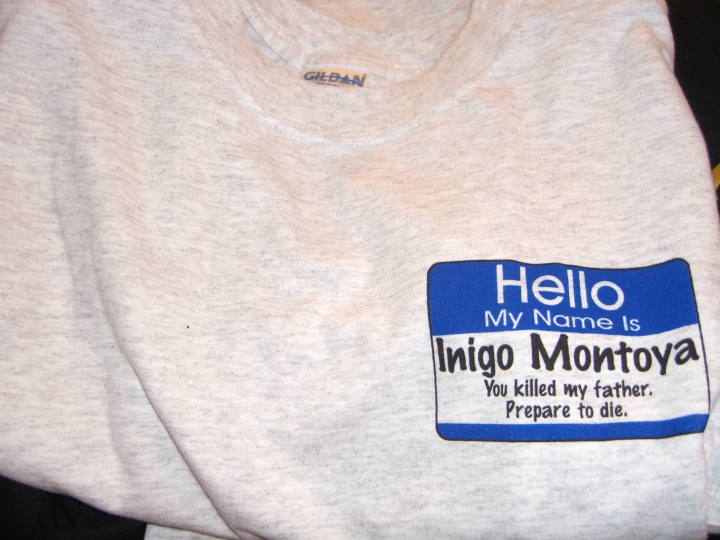 GILDAN
Hello
My Name Is
Inigo Montoya
You killed my father.
Prepare to die.